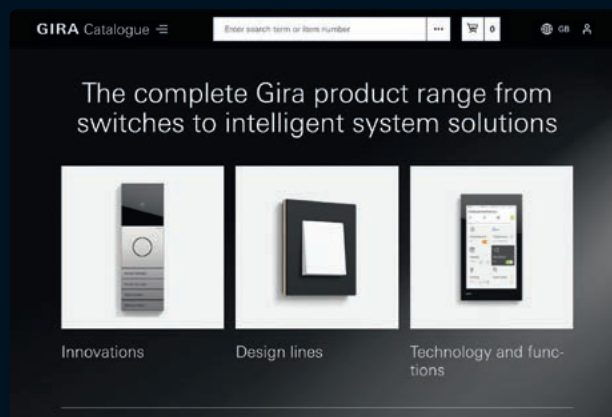 GIRA Catalogue
Enter search term or item number
...
0
GB
The complete Gira product range from
switches to intelligent system solutions
Innovations
Design lines
Technology and func-
tions